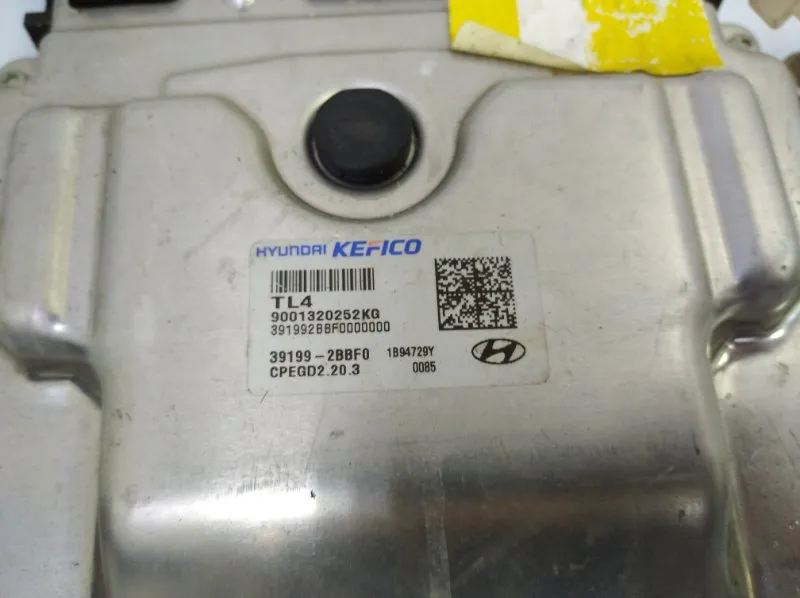 HYUNDAI KEFICO
TL4
9001320252KG
391992BBF0000000
39199-2BBF0 1B94729Y
CPEGD2.20.3 0085